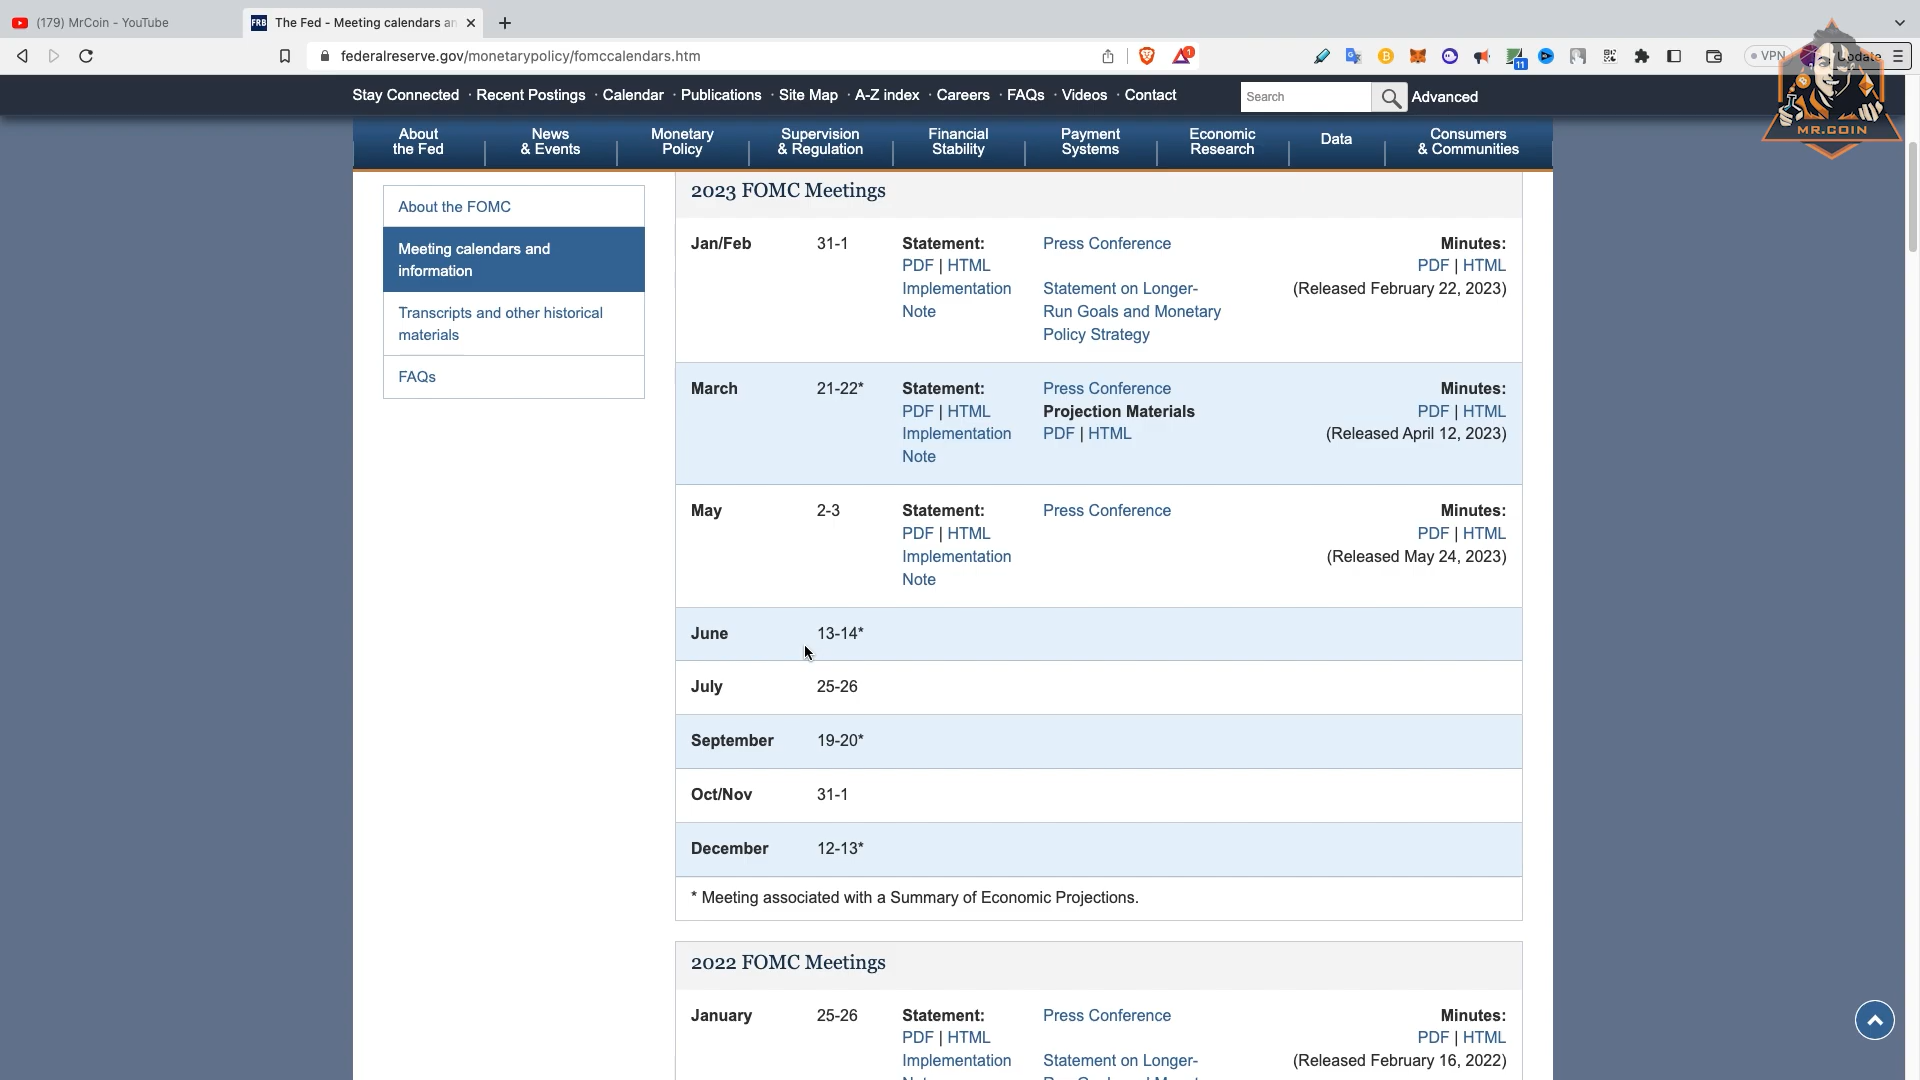 (179) MrCoin - YouTube
The Fed - Meeting calendars an
federalreserve.gov/monetarypolicy/fomccalendars.htm
1
11
VPN
Update
MR.COIN
Stay Connected · Recent Postings · Calendar · Publications · Site Map · A-Z index · Careers · FAQs · Videos · Contact
Search
Advanced
About the Fed
News & Events
Monetary Policy
Supervision & Regulation
Financial Stability
Payment Systems
Economic Research
Data
Consumers & Communities
About the FOMC
Meeting calendars and
information
Transcripts and other historical
materials
FAQs
2023 FOMC Meetings
Jan/Feb 31-1 Statement: Press Conference Minutes:
PDF | HTML PDF | HTML
Implementation Statement on Longer- (Released February 22, 2023)
Note Run Goals and Monetary
Policy Strategy
March 21-22* Statement: Press Conference Minutes:
PDF | HTML Projection Materials PDF | HTML
Implementation PDF | HTML (Released April 12, 2023)
Note
May 2-3 Statement: Press Conference Minutes:
PDF | HTML PDF | HTML
Implementation (Released May 24, 2023)
Note
June 13-14*
July 25-26
September 19-20*
Oct/Nov 31-1
December 12-13*
* Meeting associated with a Summary of Economic Projections.
2022 FOMC Meetings
January 25-26 Statement: Press Conference Minutes:
PDF | HTML PDF | HTML
Implementation Statement on Longer- (Released February 16, 2022)